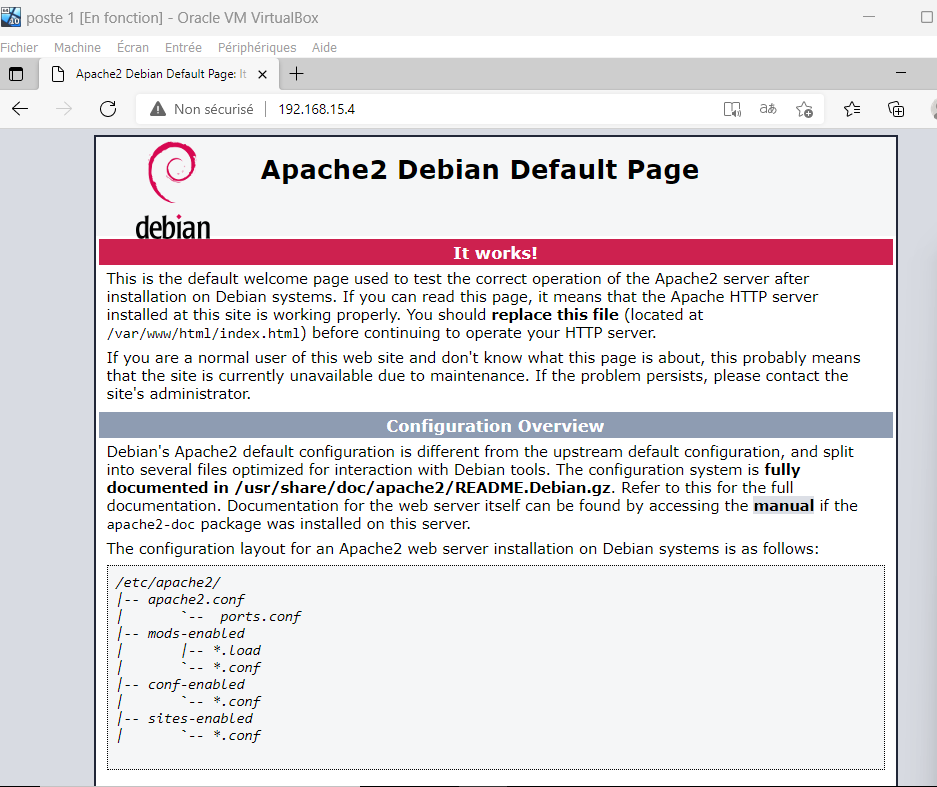 poste 1 [En fonction] - Oracle VM VirtualBox
Fichier Machine Écran Entrée Périphériques Aide
Apache2 Debian Default Page: It
Non sécurisé 192.168.15.4
debian
Apache2 Debian Default Page
It works!
This is the default welcome page used to test the correct operation of the Apache2 server after
installation on Debian systems. If you can read this page, it means that the Apache HTTP server
installed at this site is working properly. You should replace this file (located at
/var/www/html/index.html) before continuing to operate your HTTP server.
If you are a normal user of this web site and don't know what this page is about, this probably means
that the site is currently unavailable due to maintenance. If the problem persists, please contact the
site's administrator.
Configuration Overview
Debian's Apache2 default configuration is different from the upstream default configuration, and split
into several files optimized for interaction with Debian tools. The configuration system is fully
documented in /usr/share/doc/apache2/README.Debian.gz. Refer to this for the full
documentation. Documentation for the web server itself can be found by accessing the manual if the
apache2-doc package was installed on this server.
The configuration layout for an Apache2 web server installation on Debian systems is as follows:
/etc/apache2/
|-- apache2.conf
|       `--  ports.conf
|-- mods-enabled
|       |-- *.load
|       `-- *.conf
|-- conf-enabled
|       `-- *.conf
|-- sites-enabled
|       `-- *.conf